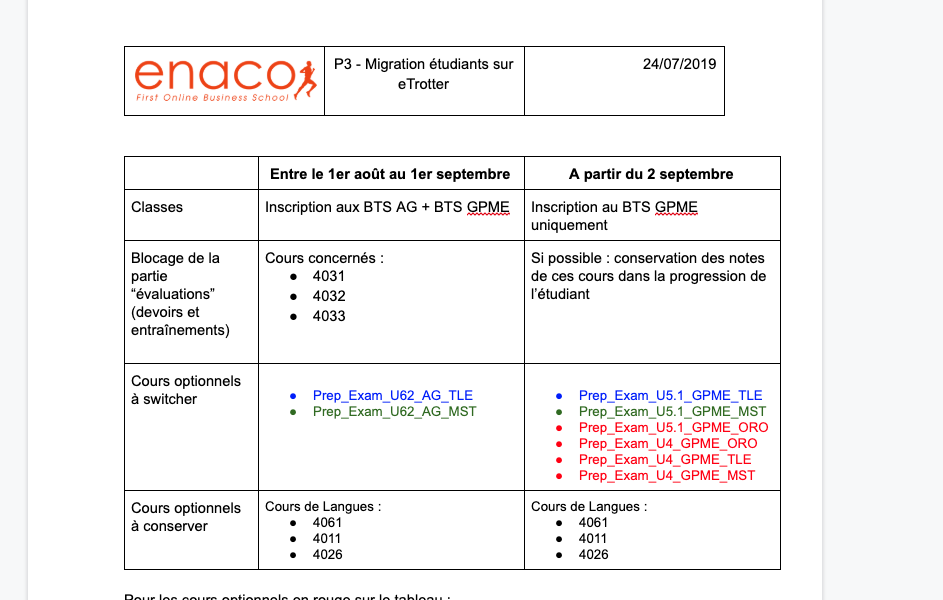 enaco
First Online Business School
P3 - Migration étudiants sur
eTrotter
24/07/2019
Entre le 1er août au 1er septembre
A partir du 2 septembre
Classes
Inscription aux BTS AG + BTS GPME
Inscription au BTS GPME
uniquement
Blocage de la
partie
“évaluations”
(devoirs et
entraînements)
Cours concernés :
● 4031
● 4032
● 4033
Si possible : conservation des notes
de ces cours dans la progression de
l’étudiant
Cours optionnels
à switcher
● Prep_Exam_U62_AG_TLE
● Prep_Exam_U62_AG_MST
● Prep_Exam_U5.1_GPME_TLE
● Prep_Exam_U5.1_GPME_MST
● Prep_Exam_U5.1_GPME_ORO
● Prep_Exam_U4_GPME_ORO
● Prep_Exam_U4_GPME_TLE
● Prep_Exam_U4_GPME_MST
Cours optionnels
à conserver
Cours de Langues :
● 4061
● 4011
● 4026
Cours de Langues :
● 4061
● 4011
● 4026
Pour les cours optionnels en rouge sur le tableau :